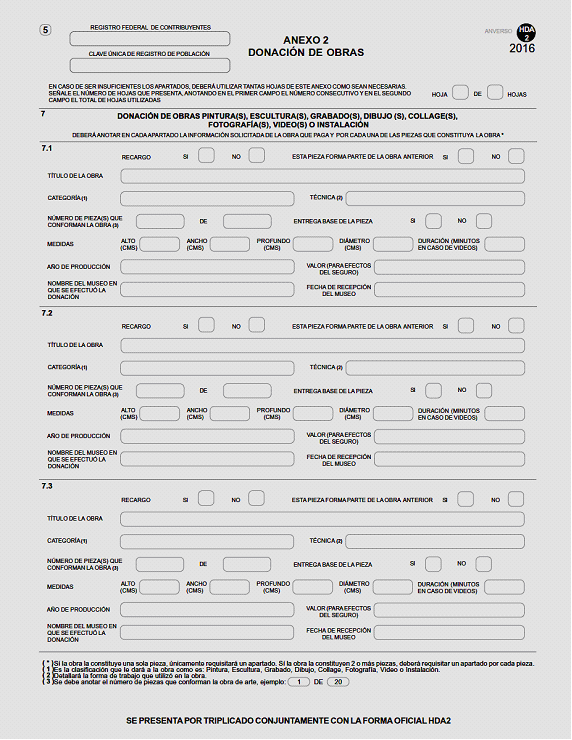 5
REGISTRO FEDERAL DE CONTRIBUYENTES
CLAVE ÚNICA DE REGISTRO DE POBLACIÓN
ANEXO 2
DONACIÓN DE OBRAS
ANVERSO
HDA
2
2016
EN CASO DE SER INSUFICIENTES LOS APARTADOS, DEBERÁ UTILIZAR TANTAS HOJAS DE ESTE ANEXO COMO SEAN NECESARIAS.
SEÑALE EL NÚMERO DE HOJAS QUE PRESENTA, ANOTANDO EN EL PRIMER CAMPO EL NÚMERO CONSECUTIVO Y EN EL SEGUNDO
CAMPO EL TOTAL DE HOJAS UTILIZADAS
HOJA DE HOJAS
7 DONACIÓN DE OBRAS PINTURA(S), ESCULTURA(S), GRABADO(S), DIBUJO (S), COLLAGE(S),
FOTOGRAFÍA(S), VIDEO(S) O INSTALACIÓN
DEBERÁ ANOTAR EN CADA APARTADO LA INFORMACIÓN SOLICITADA DE LA OBRA QUE PAGA Y POR CADA UNA DE LAS PIEZAS QUE CONSTITUYA LA OBRA *
7.1
RECARGO SI NO ESTA PIEZA FORMA PARTE DE LA OBRA ANTERIOR SI NO
TÍTULO DE LA OBRA
CATEGORÍA (1) TÉCNICA (2)
NÚMERO DE PIEZA(S) QUE
CONFORMAN LA OBRA (3) DE ENTREGA BASE DE LA PIEZA SI NO
MEDIDAS ALTO (CMS) ANCHO (CMS) PROFUNDO (CMS) DIÁMETRO (CMS) DURACIÓN (MINUTOS EN CASO DE VIDEOS)
AÑO DE PRODUCCIÓN VALOR (PARA EFECTOS DEL SEGURO)
NOMBRE DEL MUSEO EN
QUE SE EFECTUÓ LA
DONACIÓN
FECHA DE RECEPCIÓN
DEL MUSEO
7.2
RECARGO SI NO ESTA PIEZA FORMA PARTE DE LA OBRA ANTERIOR SI NO
TÍTULO DE LA OBRA
CATEGORÍA (1) TÉCNICA (2)
NÚMERO DE PIEZA(S) QUE
CONFORMAN LA OBRA (3) DE ENTREGA BASE DE LA PIEZA SI NO
MEDIDAS ALTO (CMS) ANCHO (CMS) PROFUNDO (CMS) DIÁMETRO (CMS) DURACIÓN (MINUTOS EN CASO DE VIDEOS)
AÑO DE PRODUCCIÓN VALOR (PARA EFECTOS DEL SEGURO)
NOMBRE DEL MUSEO EN
QUE SE EFECTUÓ LA
DONACIÓN
FECHA DE RECEPCIÓN
DEL MUSEO
7.3
RECARGO SI NO ESTA PIEZA FORMA PARTE DE LA OBRA ANTERIOR SI NO
TÍTULO DE LA OBRA
CATEGORÍA (1) TÉCNICA (2)
NÚMERO DE PIEZA(S) QUE
CONFORMAN LA OBRA (3) DE ENTREGA BASE DE LA PIEZA SI NO
MEDIDAS ALTO (CMS) ANCHO (CMS) PROFUNDO (CMS) DIÁMETRO (CMS) DURACIÓN (MINUTOS EN CASO DE VIDEOS)
AÑO DE PRODUCCIÓN VALOR (PARA EFECTOS DEL SEGURO)
NOMBRE DEL MUSEO EN
QUE SE EFECTUÓ LA
DONACIÓN
FECHA DE RECEPCIÓN
DEL MUSEO
( * )Si la obra la constituye una sola pieza, únicamente requisitará un apartado. Si la obra la constituyen 2 o más piezas, deberá requisitar un apartado por cada pieza.
( 1 )Es la clasificación que le dará a la obra como es: Pintura, Escultura, Grabado, Dibujo, Collage, Fotografía, Video o Instalación.
( 2 )Detallará la forma de trabajo que utilizó en la obra.
( 3 )Se debe anotar el número de piezas que conforman la obra de arte, ejemplo: 1 DE 20
SE PRESENTA POR TRIPLICADO CONJUNTAMENTE CON LA FORMA OFICIAL HDA2